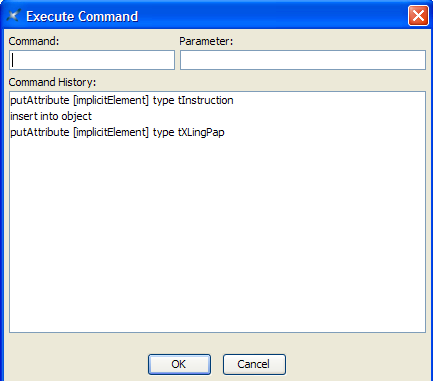 Execute Command
Command: Parameter:
Command History:
putAttribute [implicitElement] type tInstruction
insert into object
putAttribute [implicitElement] type tXLingPap
OK Cancel